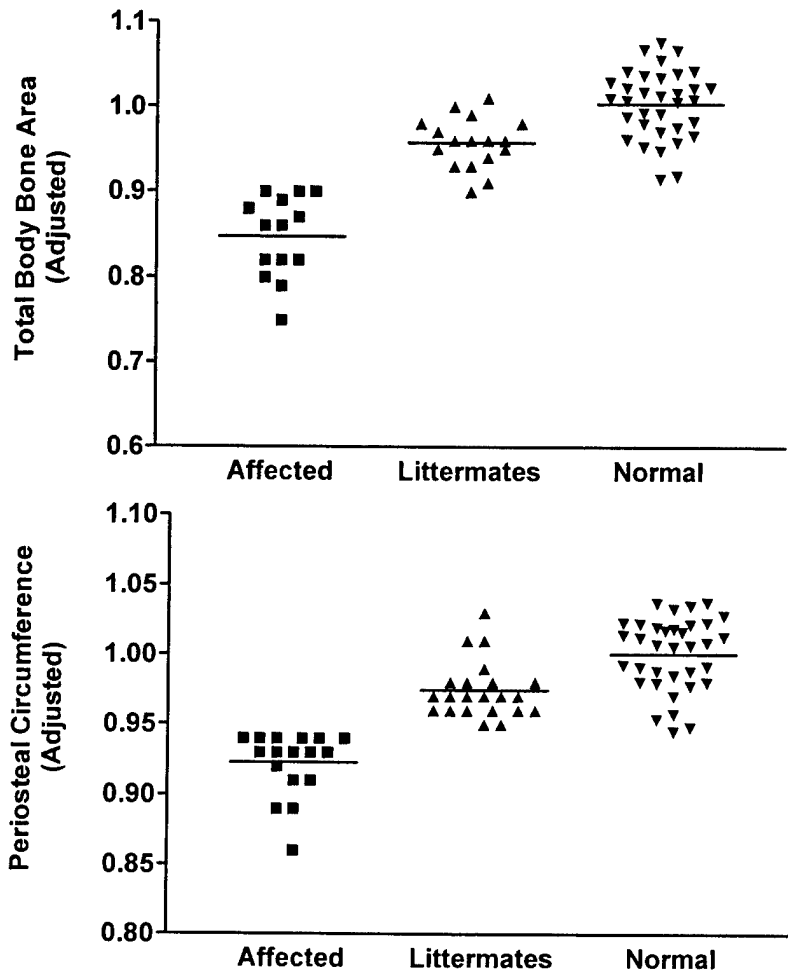 Total Body Bone Area
(Adjusted)
1.1
1.0
0.9
0.8
0.7
0.6
Affected Littermates Normal
Periosteal Circumference
(Adjusted)
1.10
1.05
1.00
0.95
0.90
0.85
0.80
Affected Littermates Normal